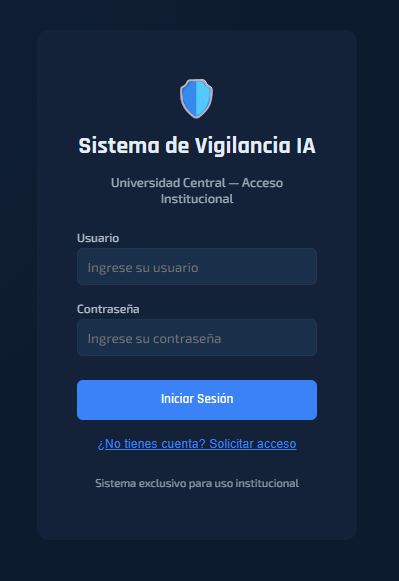 Sistema de Vigilancia IA
Universidad Central — Acceso
Institucional
Usuario
Ingrese su usuario
Contraseña
Ingrese su contraseña
Iniciar Sesión
¿No tienes cuenta? Solicitar acceso
Sistema exclusivo para uso institucional